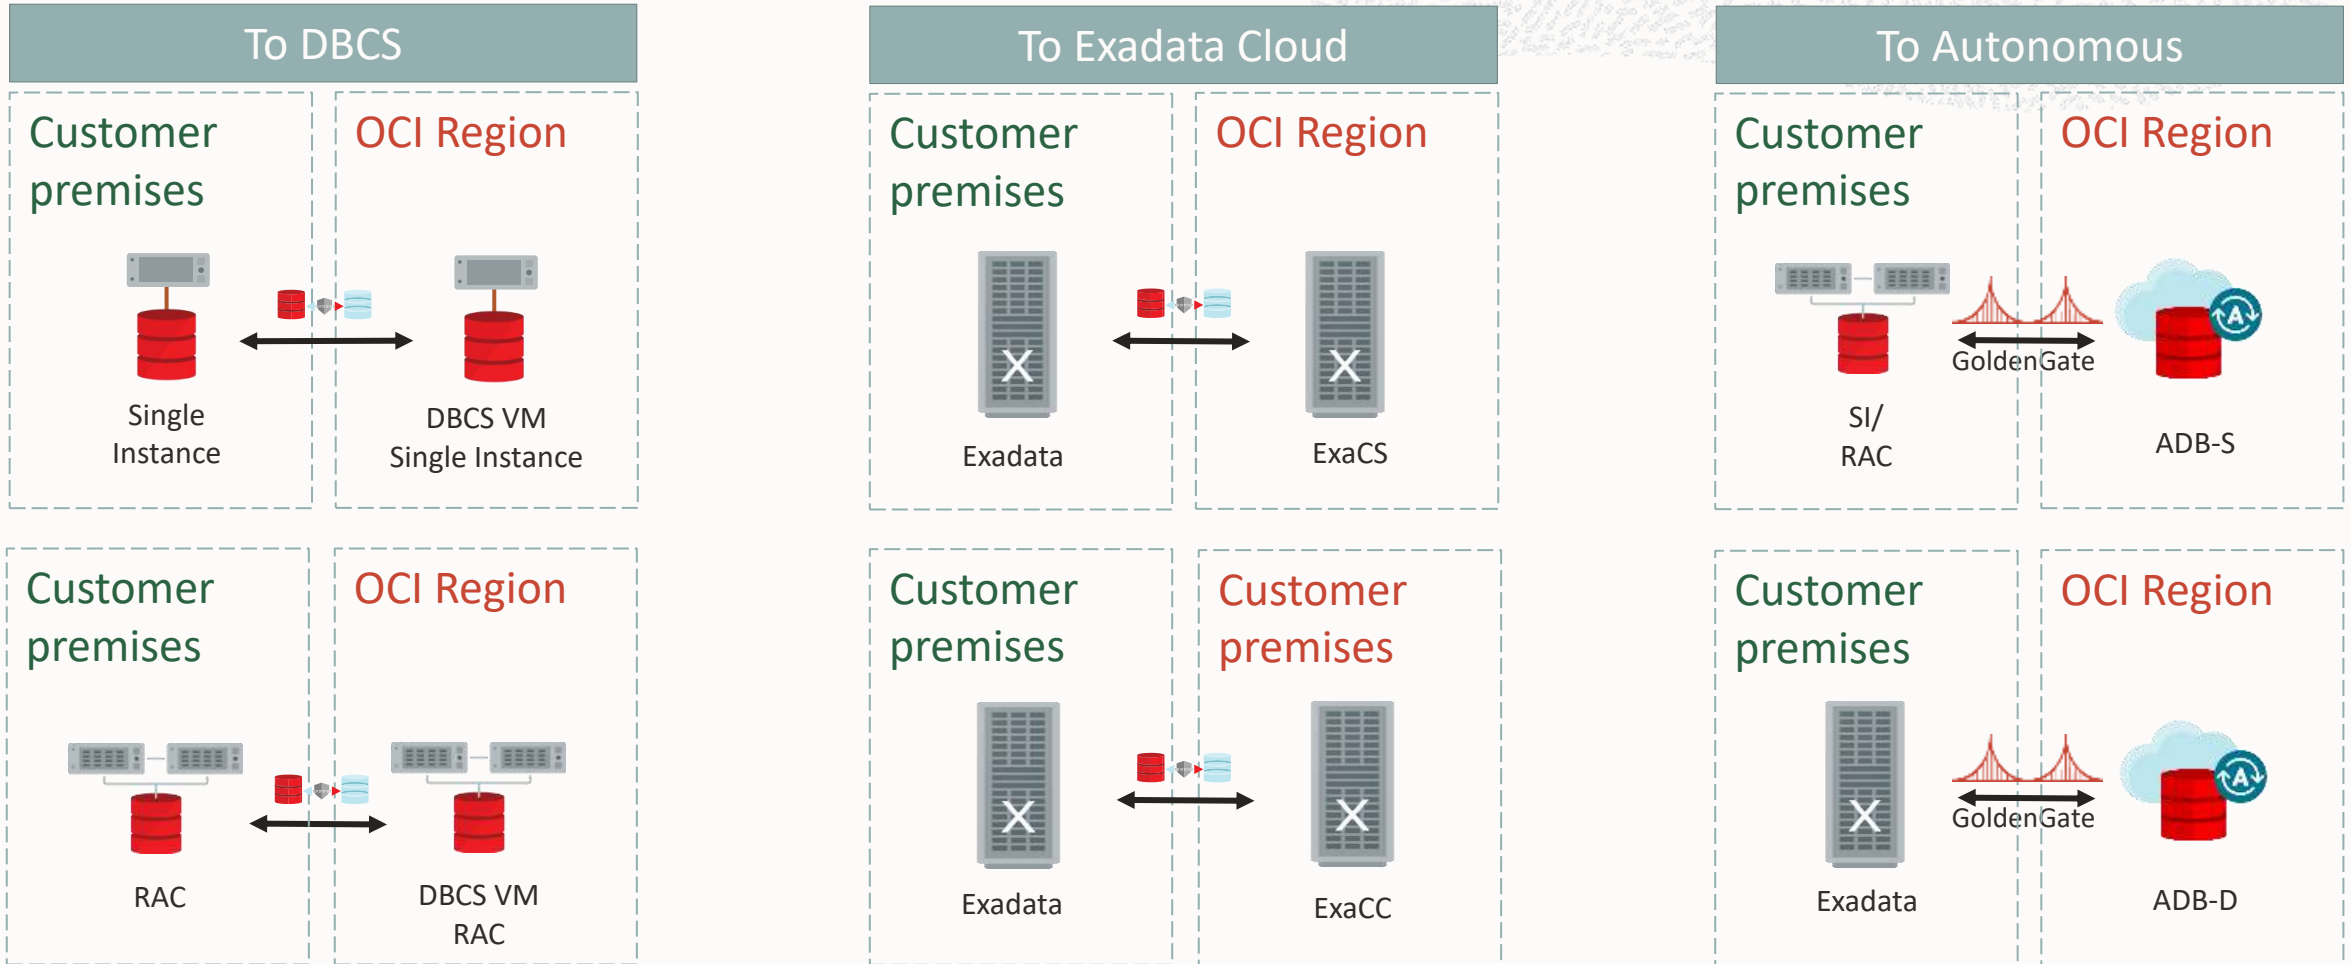 To DBCS
Customer
premises
OCI Region
Single
Instance
DBCS VM
Single Instance
Customer
premises
OCI Region
RAC
DBCS VM
RAC
To Exadata Cloud
Customer
premises
OCI Region
X
Exadata
X
ExaCS
Customer
premises
Customer
premises
X
Exadata
X
ExaCC
To Autonomous
Customer
premises
OCI Region
GoldenGate
A
SI/
RAC
ADB-S
Customer
premises
OCI Region
X
GoldenGate
A
Exadata
ADB-D